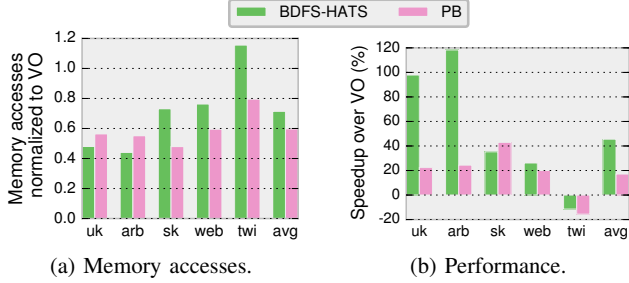 BDFS-HATS PB
Memory accesses
normalized to VO
1.2
1.0
0.8
0.6
0.4
0.2
0.0
uk arb sk web twi avg
(a) Memory accesses.
Speedup over VO (%)
120
100
80
60
40
20
0
-20
uk arb sk web twi avg
(b) Performance.